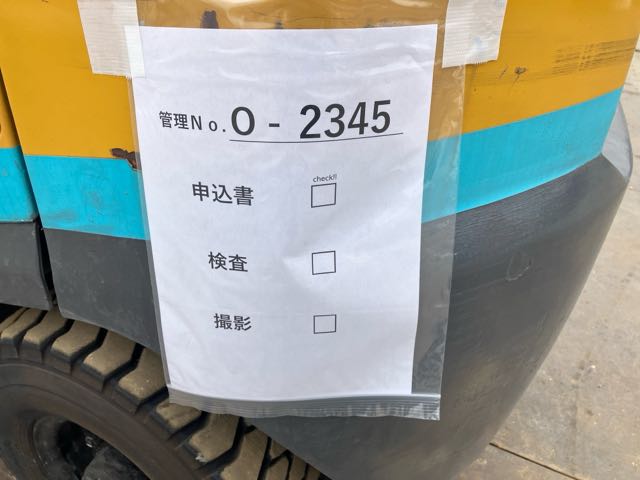 管理No.O-2345
check!!
申込書 □
検査 □
撮影 □